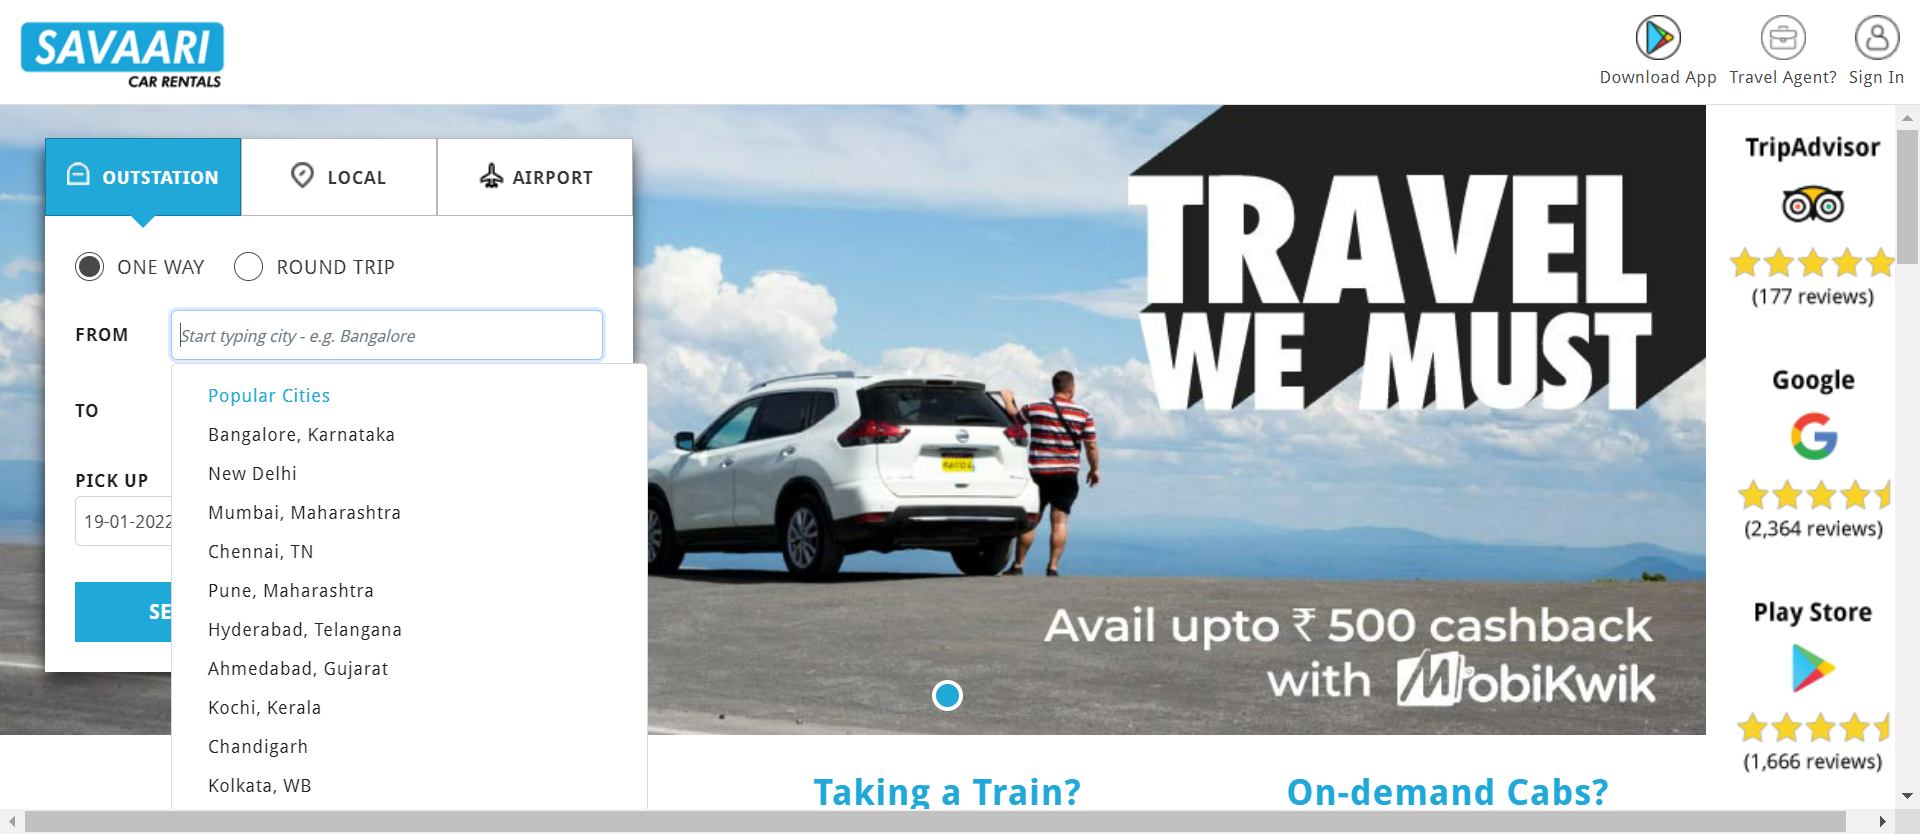 SAVAARI
CAR RENTALS
Download App
Travel Agent?
Sign In
OUTSTATION
LOCAL
AIRPORT
ONE WAY
ROUND TRIP
FROM
Start typing city - e.g. Bangalore
TO
PICK UP
19-01-2022
SE
Popular Cities
Bangalore, Karnataka
New Delhi
Mumbai, Maharashtra
Chennai, TN
Pune, Maharashtra
Hyderabad, Telangana
Ahmedabad, Gujarat
Kochi, Kerala
Chandigarh
Kolkata, WB
TRAVEL
WE MUST
Avail upto ₹ 500 cashback
with MobiKwik
TripAdvisor
(177 reviews)
Google
(2,364 reviews)
Play Store
(1,666 reviews)
Taking a Train?
On-demand Cabs?